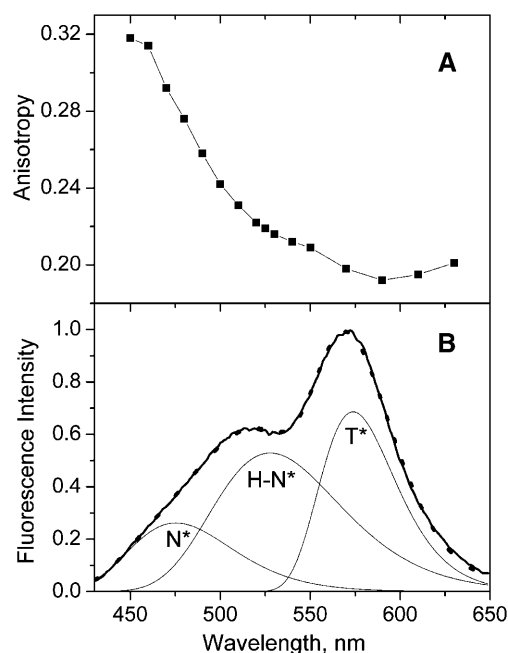 A
0.32
0.28
0.24
0.20
Anisotropy
B
1.0
0.8
0.6
0.4
0.2
0.0
Fluorescence Intensity
N*
H-N*
T*
450 500 550 600 650
Wavelength, nm